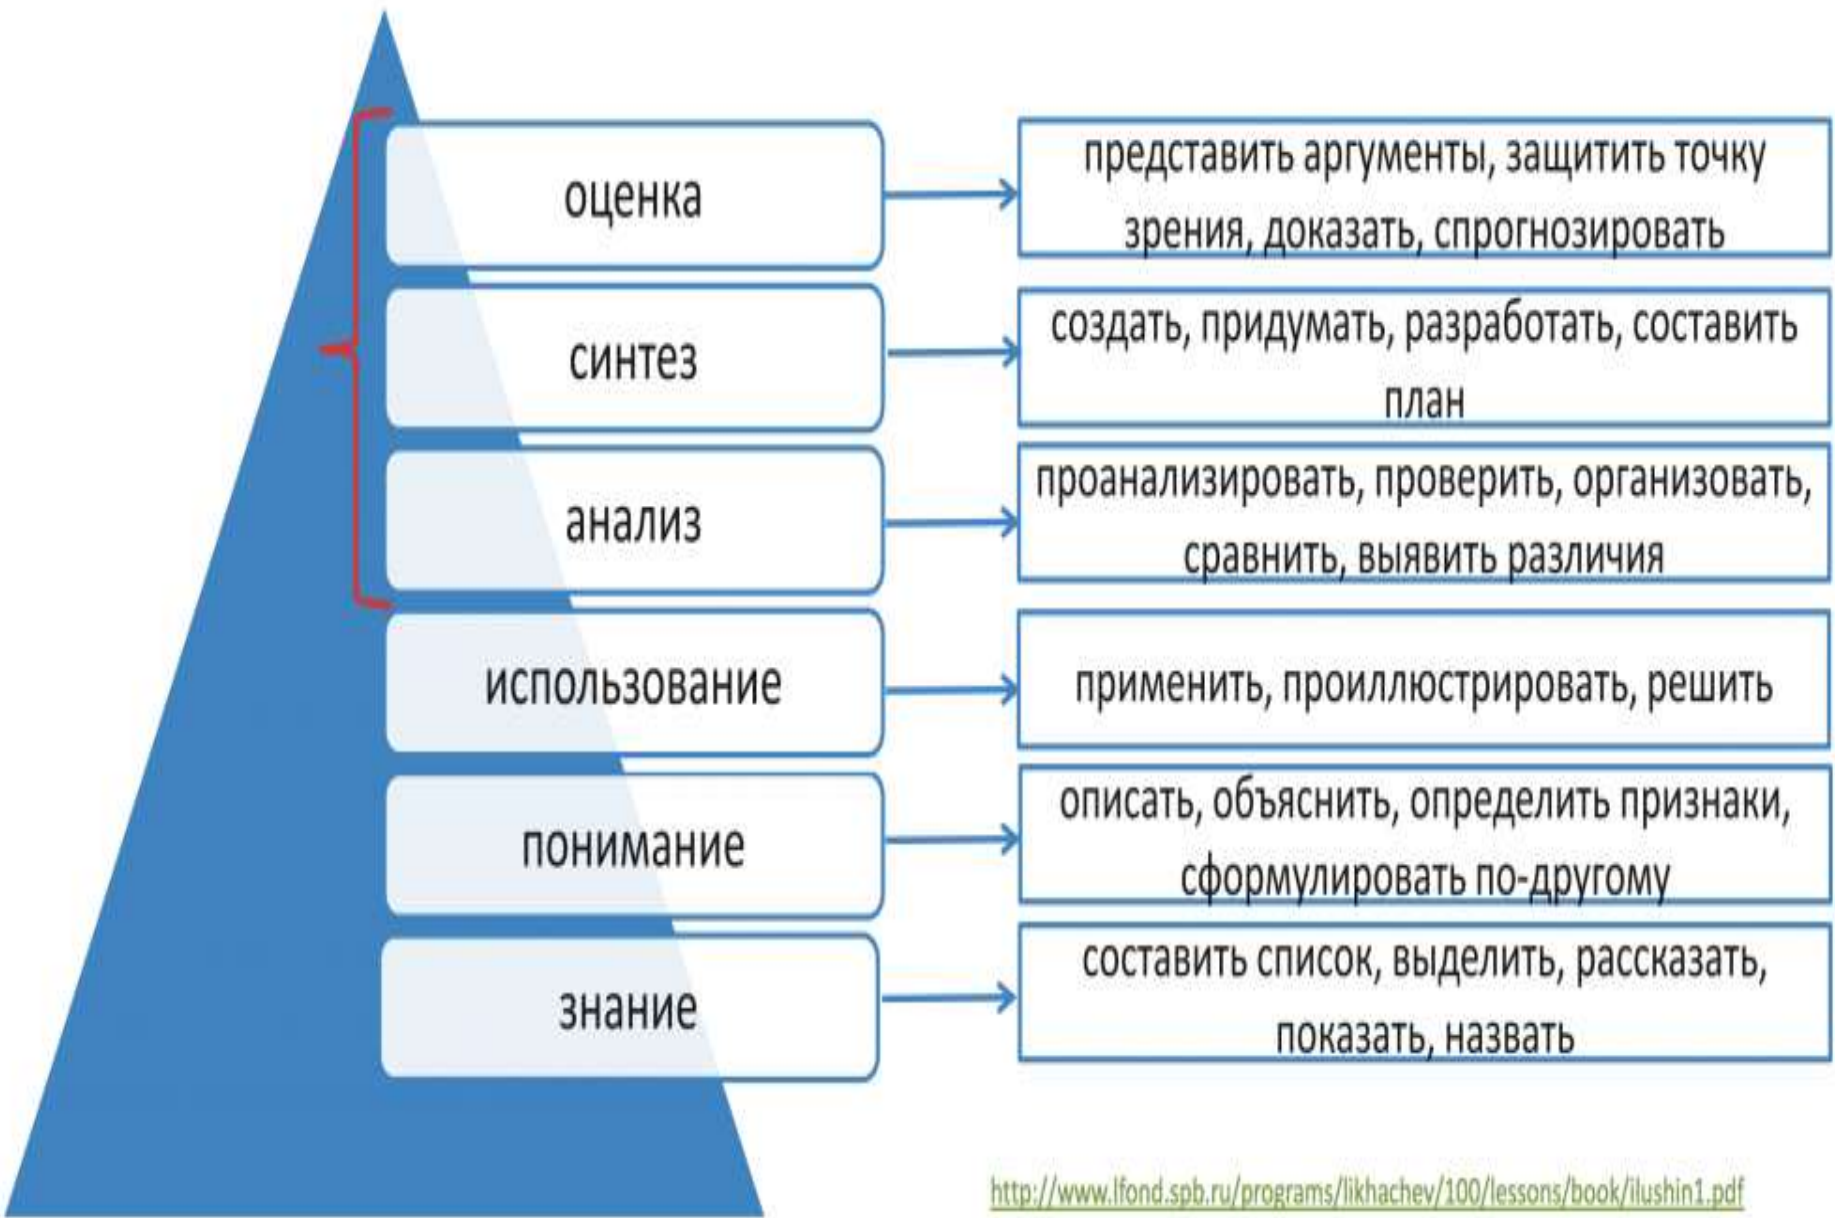 оценка
представить аргументы, защитить точку
зрения, доказать, спрогнозировать
синтез
создать, придумать, разработать, составить
план
анализ
проанализировать, проверить, организовать,
сравнить, выявить различия
использование
применить, проиллюстрировать, решить
понимание
описать, объяснить, определить признаки,
сформулировать по-другому
знание
составить список, выделить, рассказать,
показать, назвать
http://www.lfond.spb.ru/programs/likhachev/100/lessons/book/ilushin1.pdf